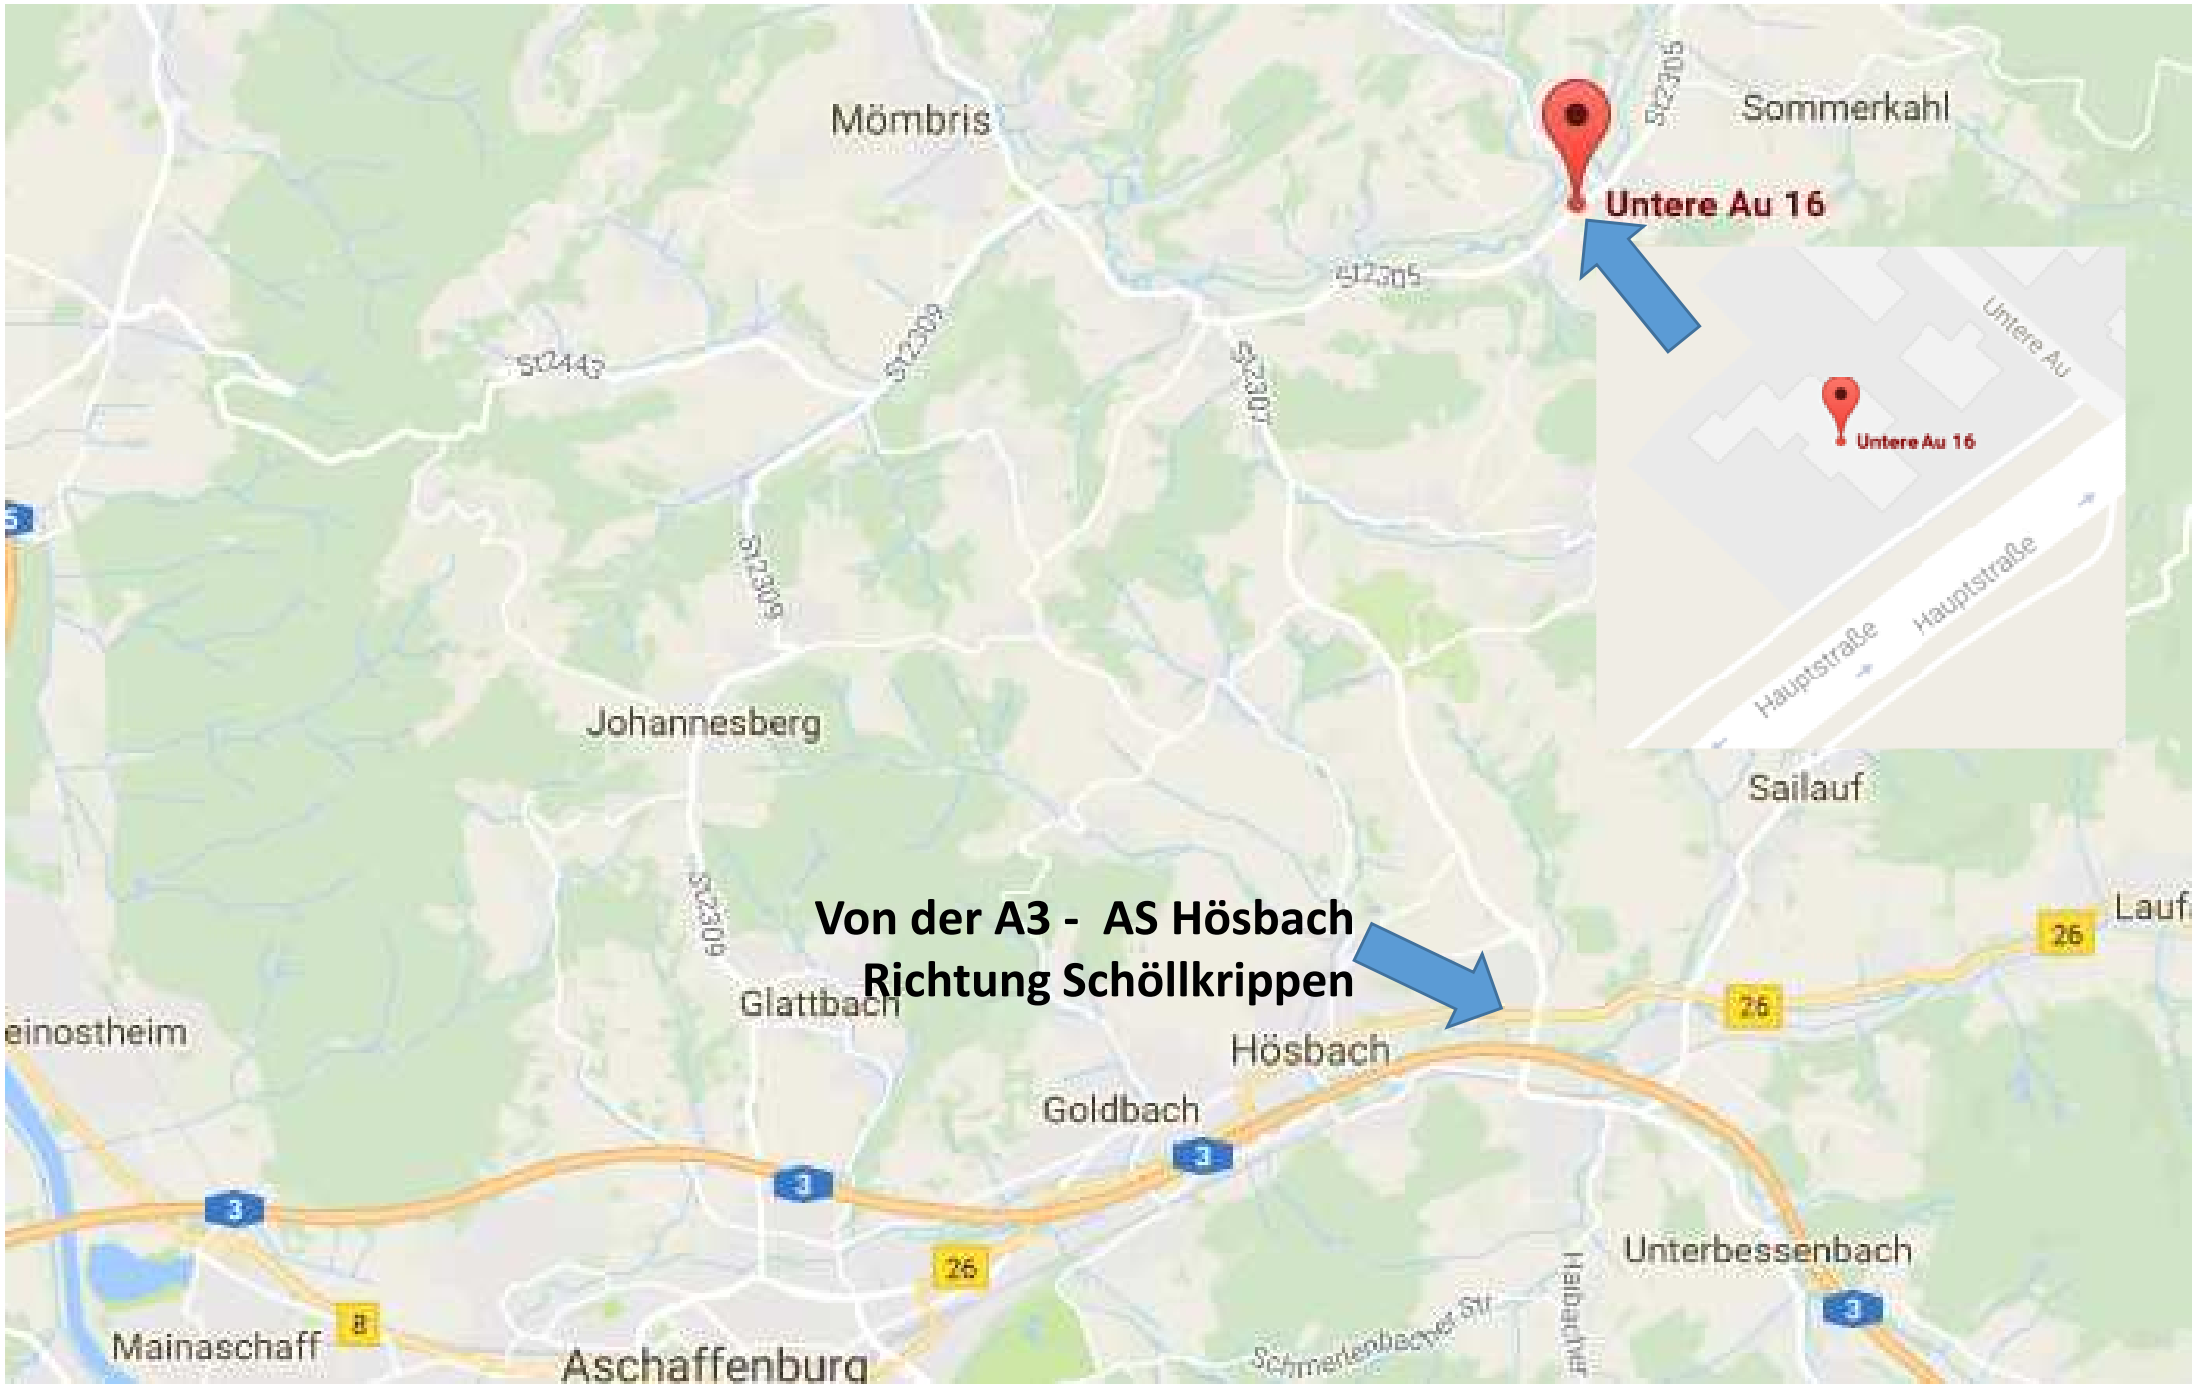 St2305
Sommerkahl
Mömbris
Untere Au 16
St2305
Untere Au
St2309
St2443
St2307
Untere Au 16
St2309
Hauptstraße
Hauptstraße
Johannesberg
Sailauf
St2309
Von der A3 - AS Hösbach
Richtung Schöllkrippen
Laufa
26
Glattbach
26
einostheim
Hösbach
Goldbach
3
3
3
Unterbessenbach
26
Haibacher
3
8
Schmerlenbacher Str
Mainaschaff
Aschaffenburg